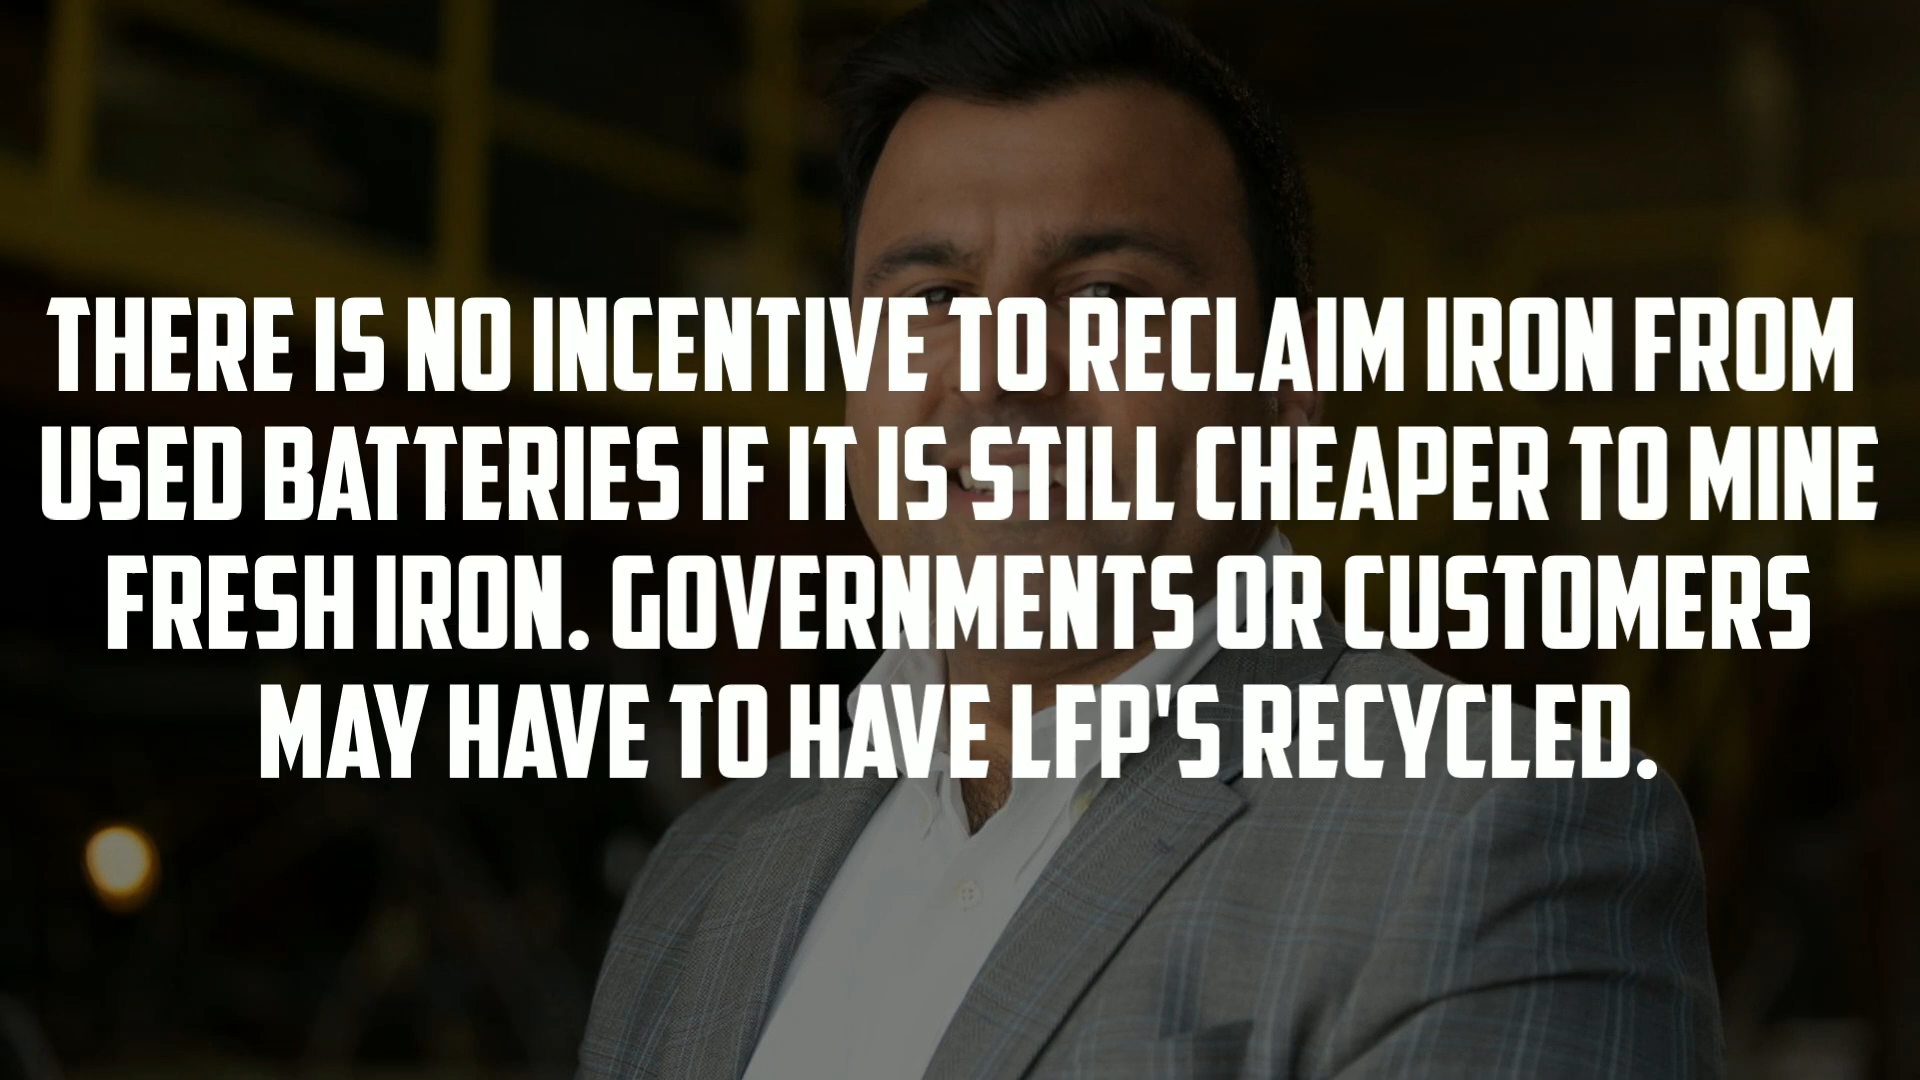 THERE IS NO INCENTIVE TO RECLAIM IRON FROM
USED BATTERIES IF IT IS STILL CHEAPER TO MINE
FRESH IRON. GOVERNMENTS OR CUSTOMERS
MAY HAVE TO HAVE LFP'S RECYCLED.